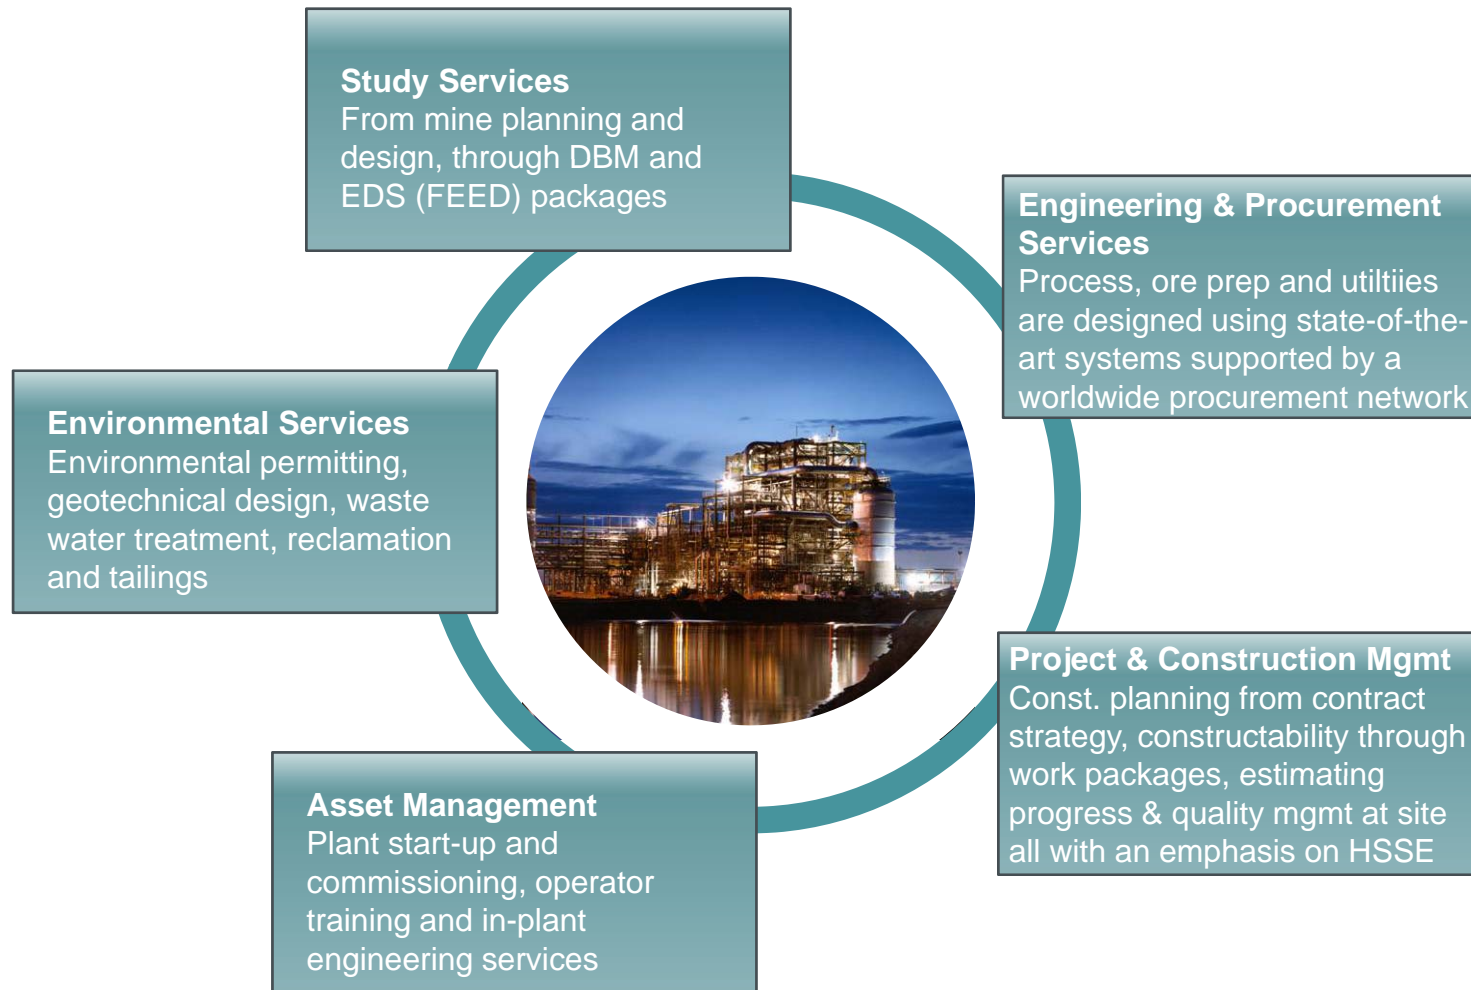 Study Services
From mine planning and
design, through DBM and
EDS (FEED) packages
Engineering & Procurement
Services
Process, ore prep and utiltiies
are designed using state-of-the-
art systems supported by a
worldwide procurement network
Project & Construction Mgmt
Const. planning from contract
strategy, constructability through
work packages, estimating
progress & quality mgmt at site
all with an emphasis on HSSE
Asset Management
Plant start-up and
commissioning, operator
training and in-plant
engineering services
Environmental Services
Environmental permitting,
geotechnical design, waste
water treatment, reclamation
and tailings